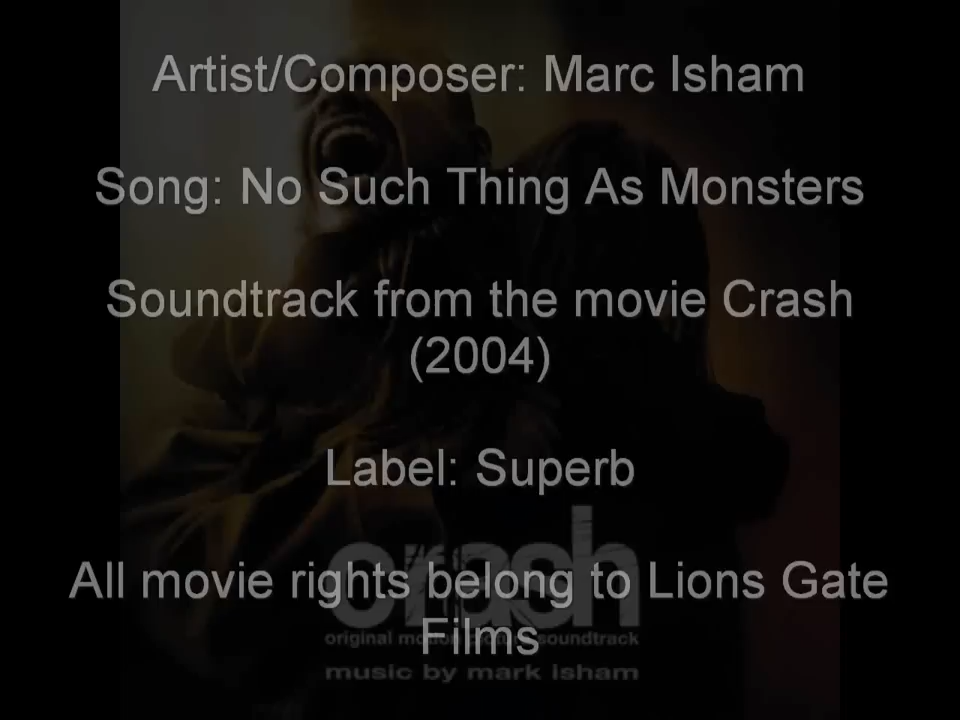 Artist/Composer: Marc Isham
Song: No Such Thing As Monsters
Soundtrack from the movie Crash
(2004)
Label: Superb
crash
All movie rights belong to Lions Gate
Films
original motion picture soundtrack
music by mark isham